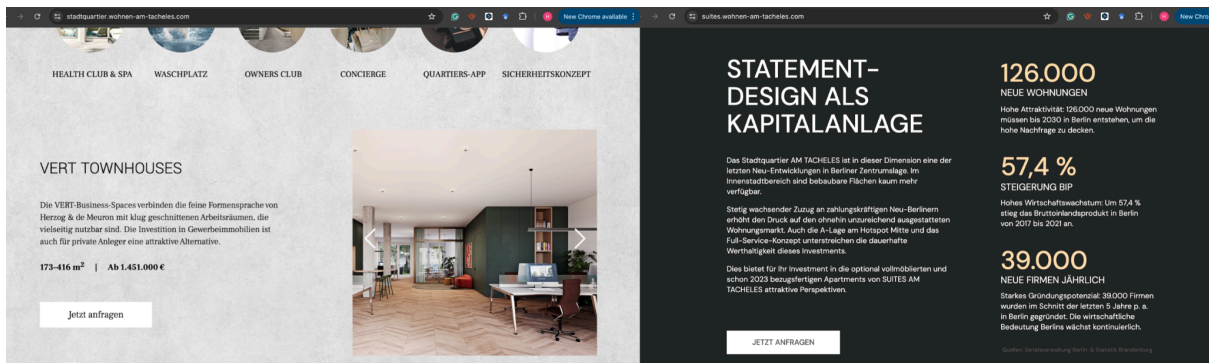 stadtquartier.wohnen-am-tacheles.com
New Chrome available
HEALTH CLUB & SPA
WASCHPLATZ
OWNERS CLUB
CONCIERGE
QUARTIERS-APP
SICHERHEITSKONZEPT
VERT TOWNHOUSES
Die VERT-Business-Spaces verbinden die feine Formensprache von
Herzog & de Meuron mit klug geschnittenen Arbeitsräumen, die
vielseitig nutzbar sind. Die Investition in Gewerbeimmobilien ist
auch für private Anleger eine attraktive Alternative.
173-416 m² | Ab 1.451.000 €
Jetzt anfragen
suites.wohnen-am-tacheles.com
New Chro
STATEMENT-
DESIGN ALS
KAPITALANLAGE
Das Stadtquartier AM TACHELES ist in dieser Dimension eine der
letzten Neu-Entwicklungen in Berliner Zentrumslage. Im
Innenstadtbereich sind bebaubare Flächen kaum mehr
verfügbar.
Stetig wachsender Zuzug an zahlungskräftigen Neu-Berlinern
erhöht den Druck auf den ohnehin unzureichend ausgestatteten
Wohnungsmarkt. Auch die A-Lage am Hotspot Mitte und das
Full-Service-Konzept unterstreichen die dauerhafte
Werthaltigkeit dieses Investments.
Dies bietet für Ihr Investment in die optional vollmöblierten und
schon 2023 bezugsfertigen Apartments von SUITES AM
TACHELES attraktive Perspektiven.
JETZT ANFRAGEN
126.000
NEUE WOHNUNGEN
Hohe Attraktivität: 126.000 neue Wohnungen
müssen bis 2030 in Berlin entstehen, um die
hohe Nachfrage zu decken.
57,4 %
STEIGERUNG BIP
Hohes Wirtschaftswachstum: Um 57,4 %
stieg das Bruttoinlandsprodukt in Berlin
von 2017 bis 2021 an.
39.000
NEUE FIRMEN JÄHRLICH
Starkes Gründungspotenzial: 39.000 Firmen
wurden im Schnitt der letzten 5 Jahre p. a.
in Berlin gegründet. Die wirtschaftliche
Bedeutung Berlins wächst kontinuierlich.
Quellen: Senatsverwaltung Berlin & Statistik Brandenburg